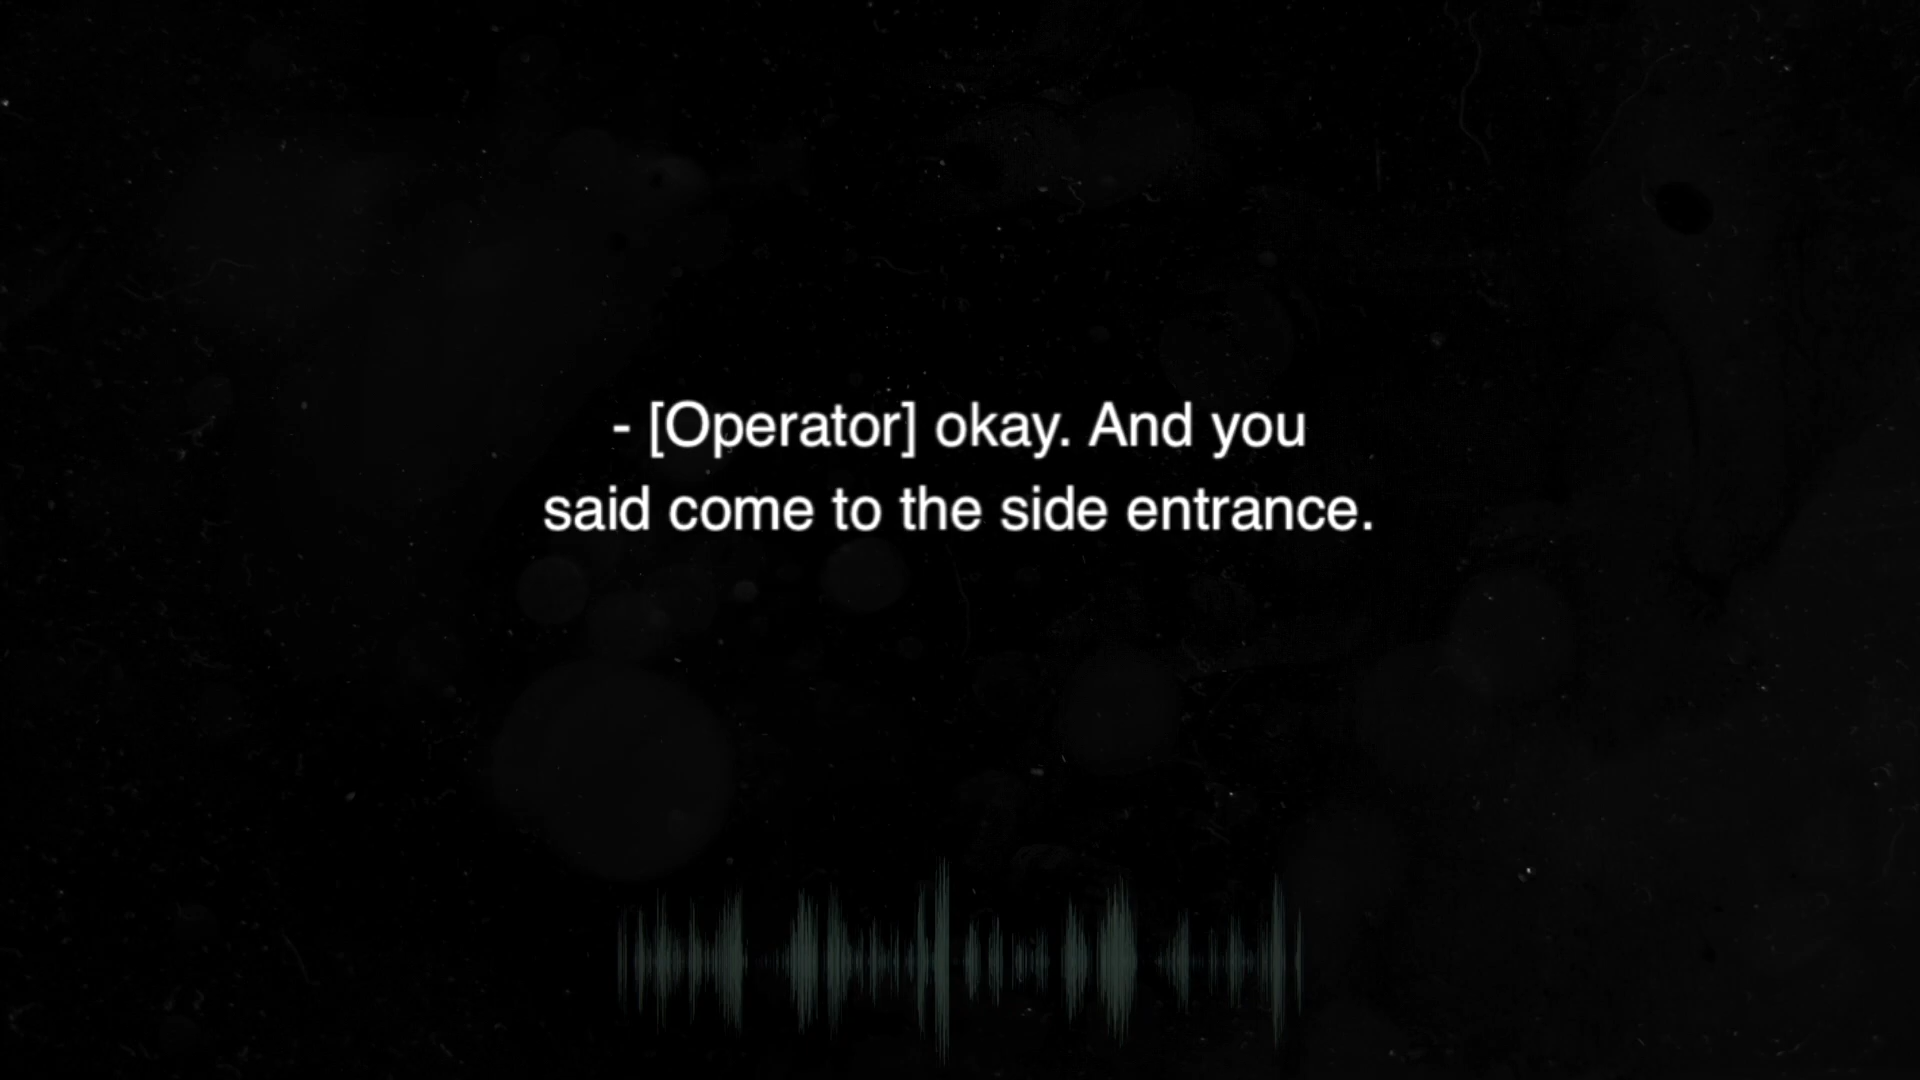 - [Operator] okay. And you
said come to the side entrance.